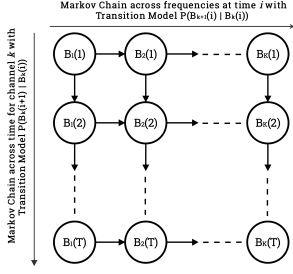 Markov Chain across frequencies at time i with
Transition Model P(Bₖ₊₁(i) | Bₖ(i))
Markov Chain across time for channel k with
Transition Model P(Bₖ(i+1) | Bₖ(i))
B₁(1) B₂(1) Bₖ(1)
B₁(2) B₂(2) Bₖ(2)
B₁(T) B₂(T) Bₖ(T)